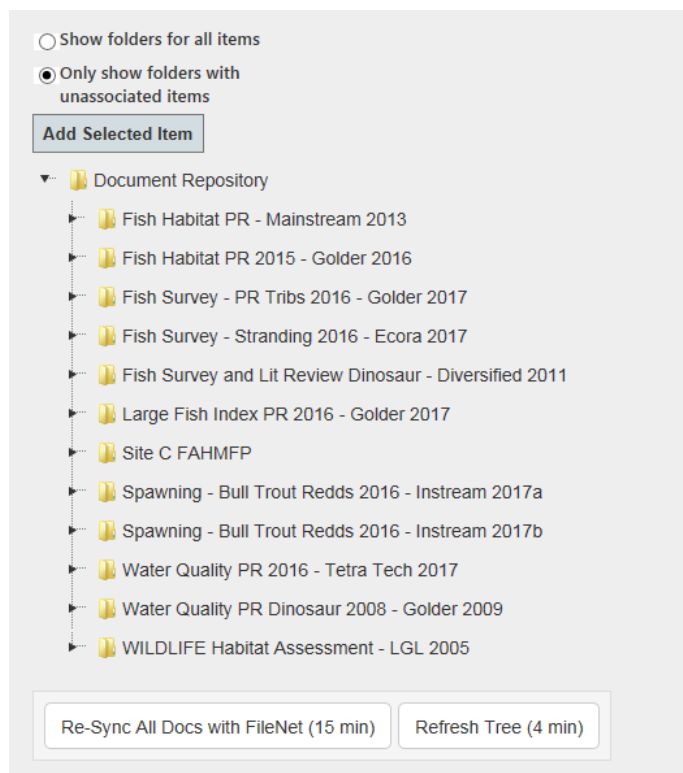 Show folders for all items
Only show folders with
unassociated items
Add Selected Item
Document Repository
Fish Habitat PR - Mainstream 2013
Fish Habitat PR 2015 - Golder 2016
Fish Survey - PR Tribs 2016 - Golder 2017
Fish Survey - Stranding 2016 - Ecora 2017
Fish Survey and Lit Review Dinosaur - Diversified 2011
Large Fish Index PR 2016 - Golder 2017
Site C FAHMFP
Spawning - Bull Trout Redds 2016 - Instream 2017a
Spawning - Bull Trout Redds 2016 - Instream 2017b
Water Quality PR 2016 - Tetra Tech 2017
Water Quality PR Dinosaur 2008 - Golder 2009
WILDLIFE Habitat Assessment - LGL 2005
Re-Sync All Docs with FileNet (15 min) Refresh Tree (4 min)